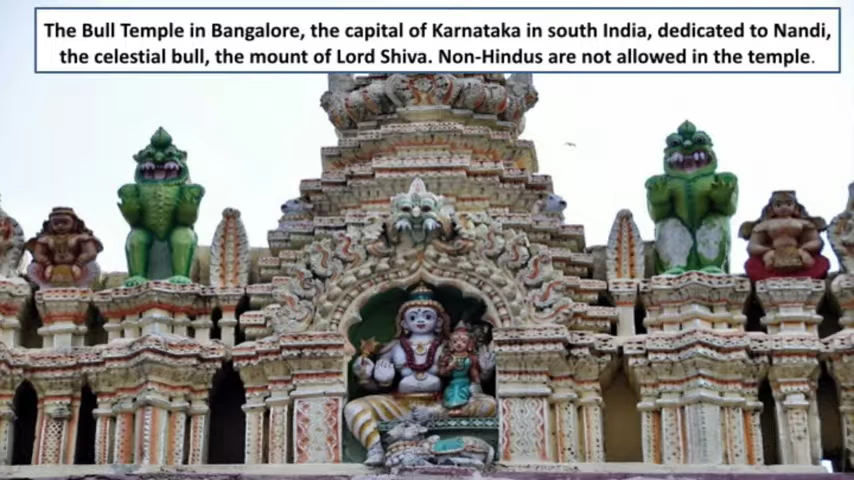 The Bull Temple in Bangalore, the capital of Karnataka in south India, dedicated to Nandi,
the celestial bull, the mount of Lord Shiva. Non-Hindus are not allowed in the temple.